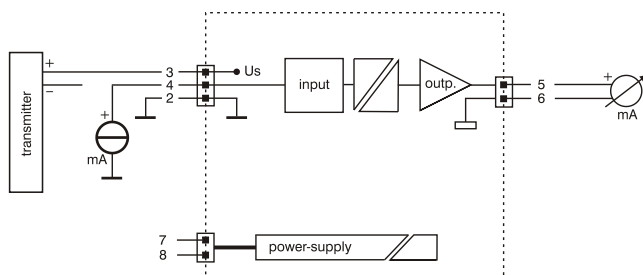 transmitter
+
−
+
mA
3
4
2
Us
input
outp.
5
6
+
mA
7
8
power-supply